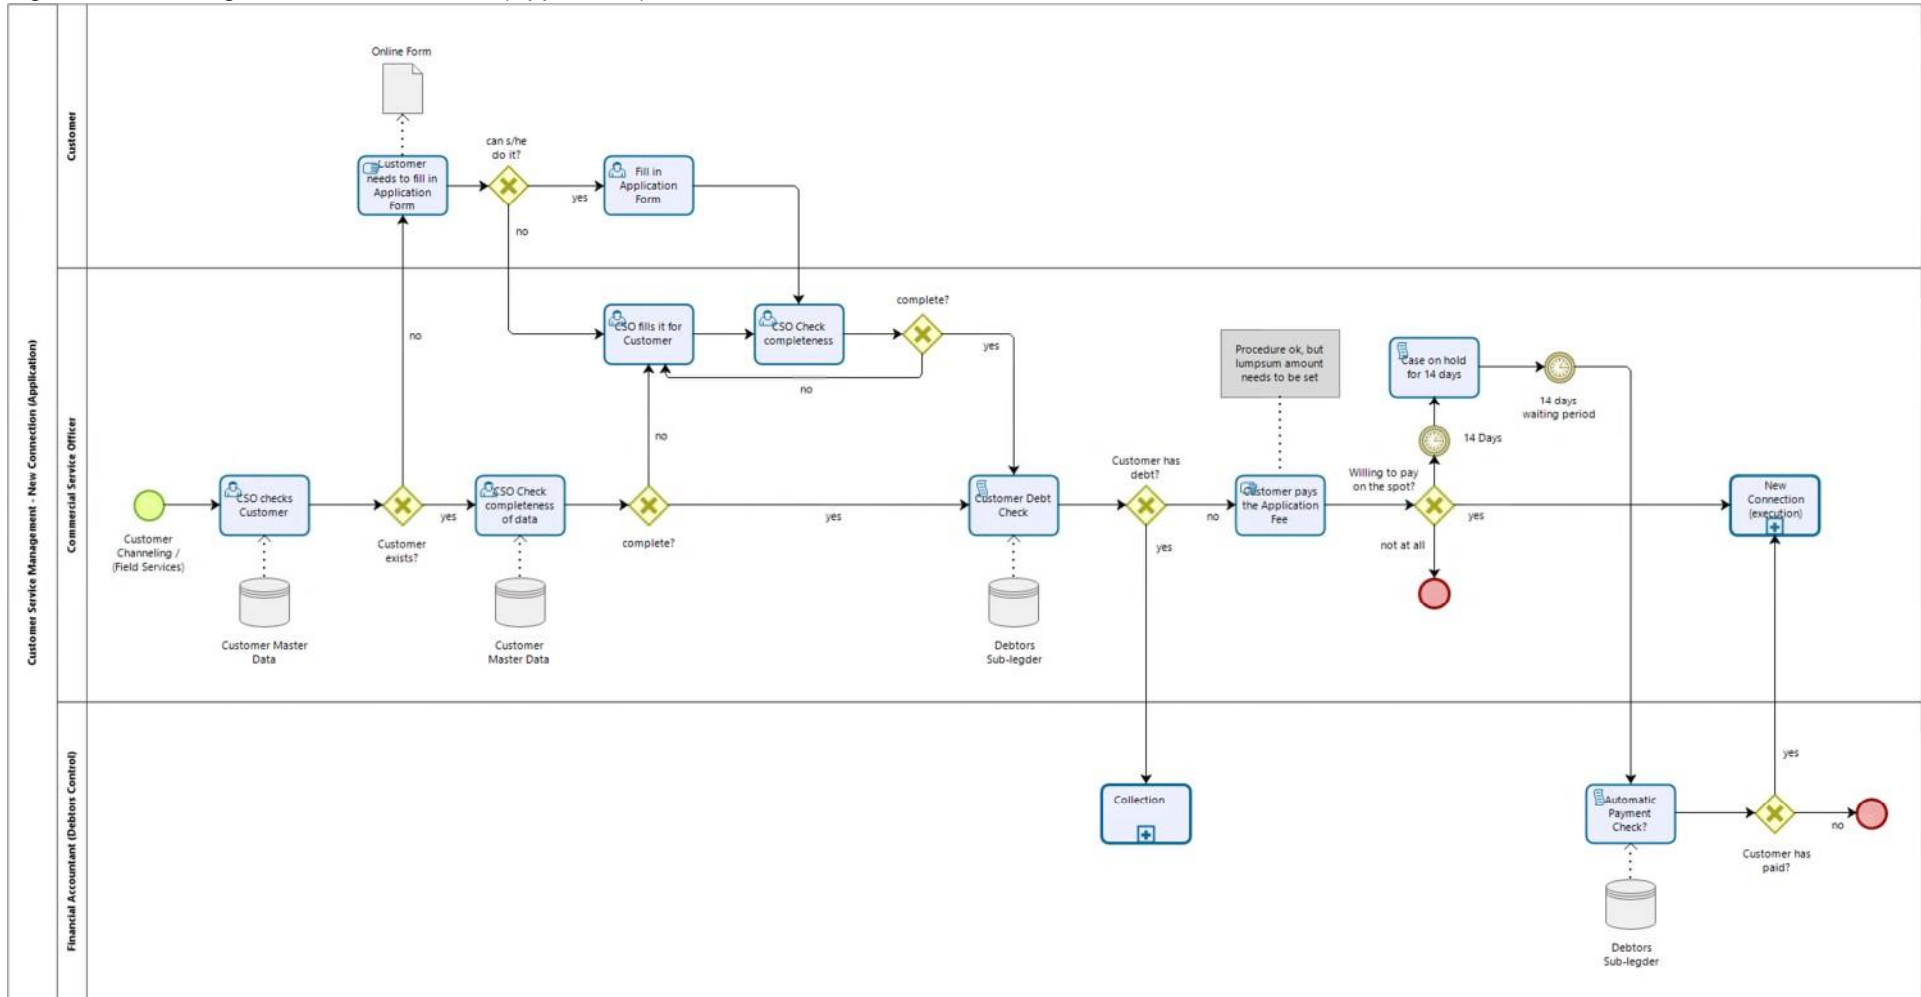 Customer Service Management - New Connection (Application)
Customer
Online Form
Customer
needs to fill in
Application
Form
can s/he
do it?
yes
no
Fill in
Application
Form
Commercial Service Officer
Customer
Channeling /
(Field Services)
CSO checks
Customer
Customer Master
Data
no
yes
Customer
exists?
CSO Check
completeness
of data
Customer
Master Data
no
complete?
yes
CSO fills it for
Customer
CSO Check
completeness
complete?
yes
no
Customer Debt
Check
Debtors
Sub-legder
Customer has
debt?
no
yes
Procedure ok, but
lumpsum amount
needs to be set
Customer pays
the Application
Fee
Willing to pay
on the spot?
yes
not at all
14 Days
Case on hold
for 14 days
14 days
waiting period
New
Connection
(execution)
Financial Accountant (Debtors Control)
Collection
Automatic
Payment
Check?
Debtors
Sub-legder
yes
no
Customer has
paid?